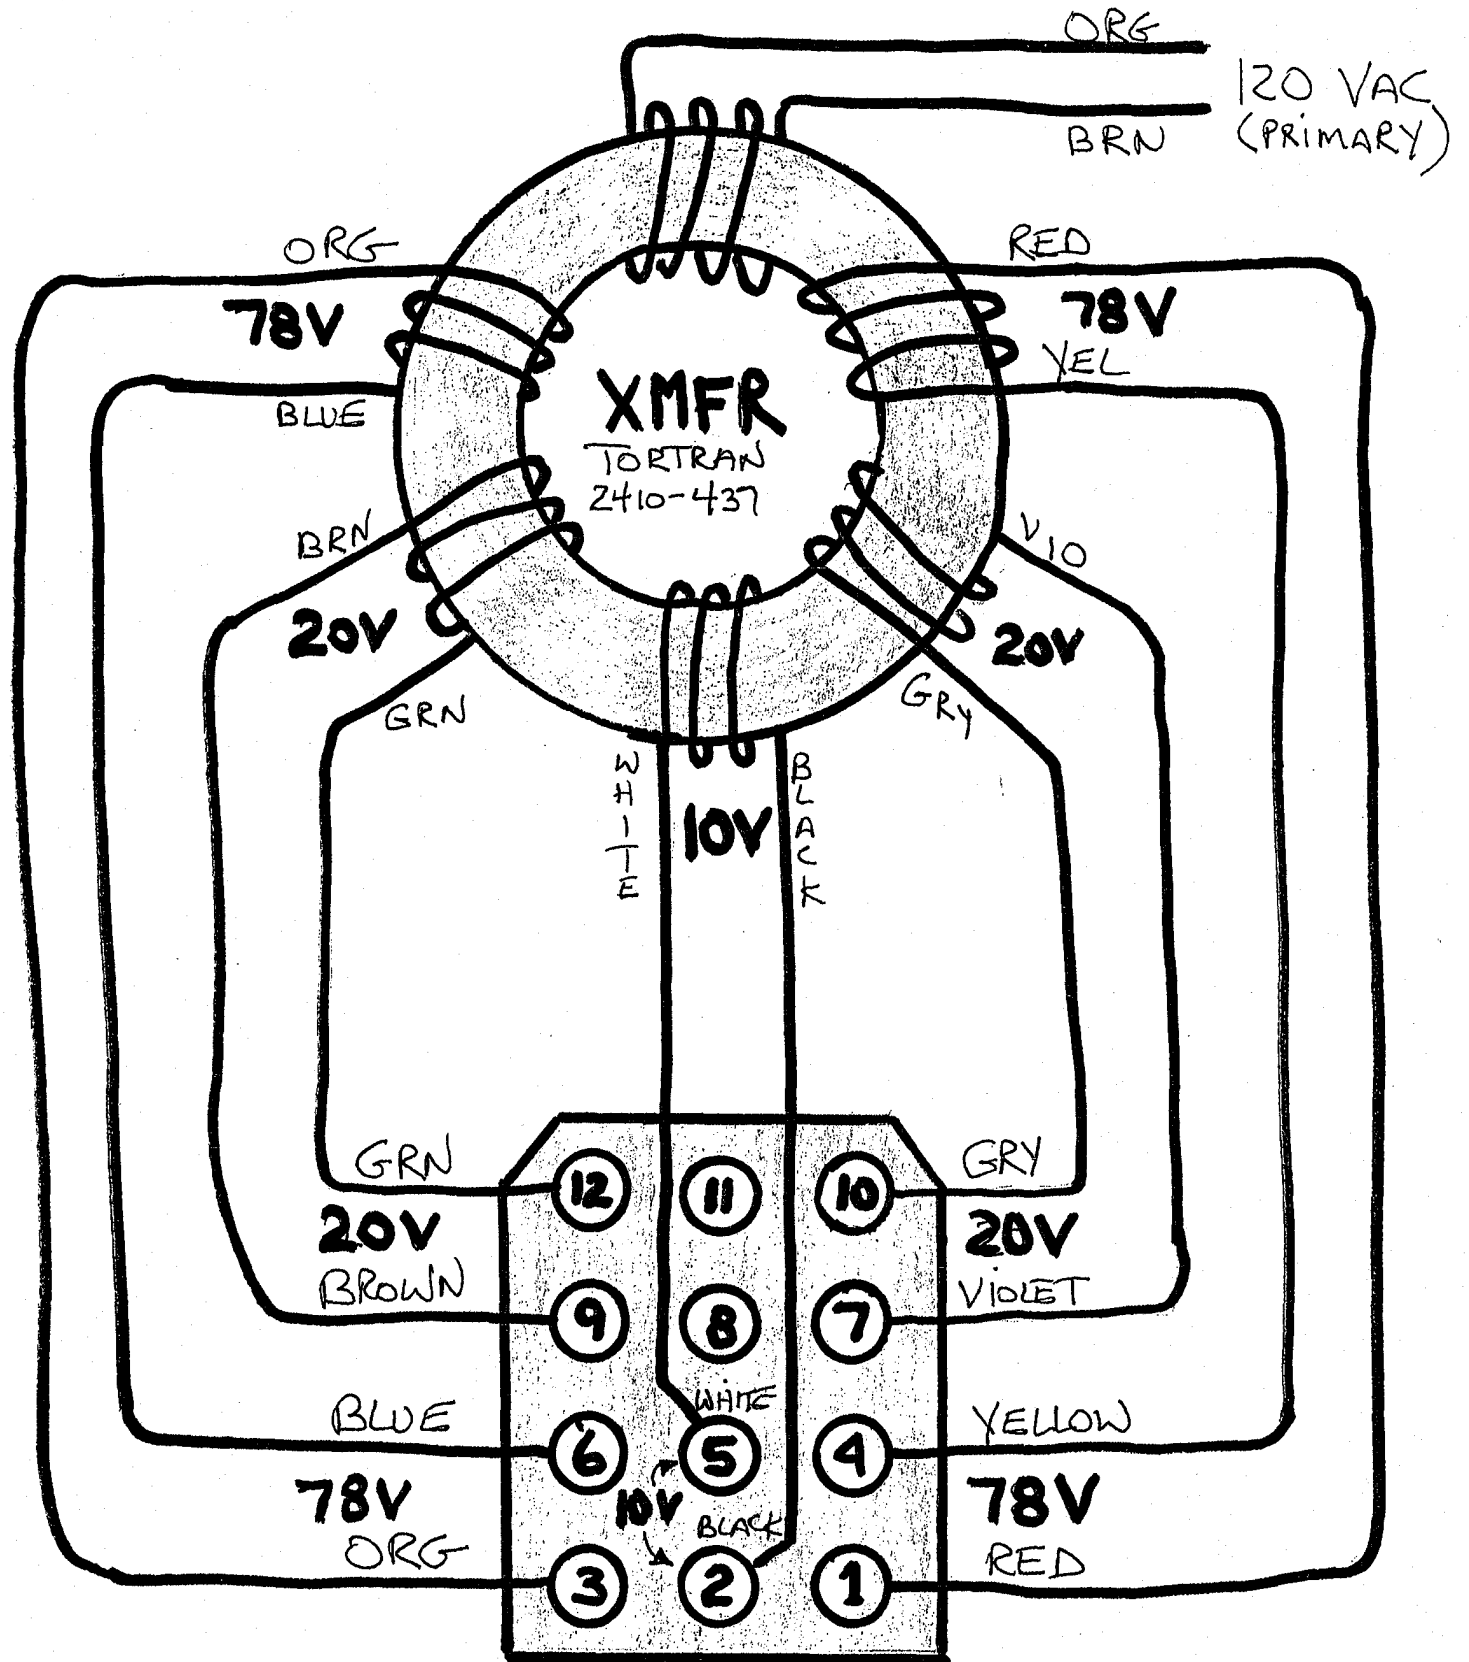 ORG
120 VAC
(PRIMARY)
BRN
ORG
78V
BLUE
RED
78V
YEL
XMFR
TORTRAN
2410-437
BRN
20V
GRN
VIO
20V
GRY
WHITE
10V
BLACK
GRN
20V
BROWN
BLUE
78V
ORG
12
11
10
9
8
7
WHITE
6
5
4
10V
BLACK
3
2
1
GRY
20V
VIOLET
YELLOW
78V
RED